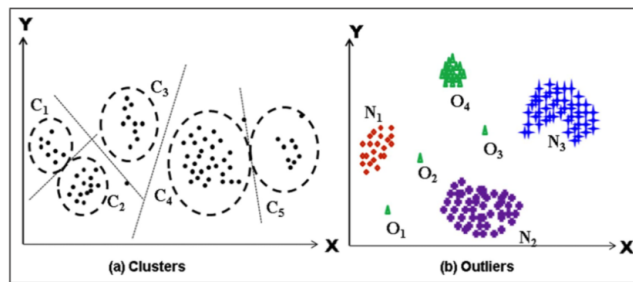 Y
C1
C3
C2
C4
C5
X
(a) Clusters
Y
N1
O4
O3
N3
O2
O1
N2
X
(b) Outliers